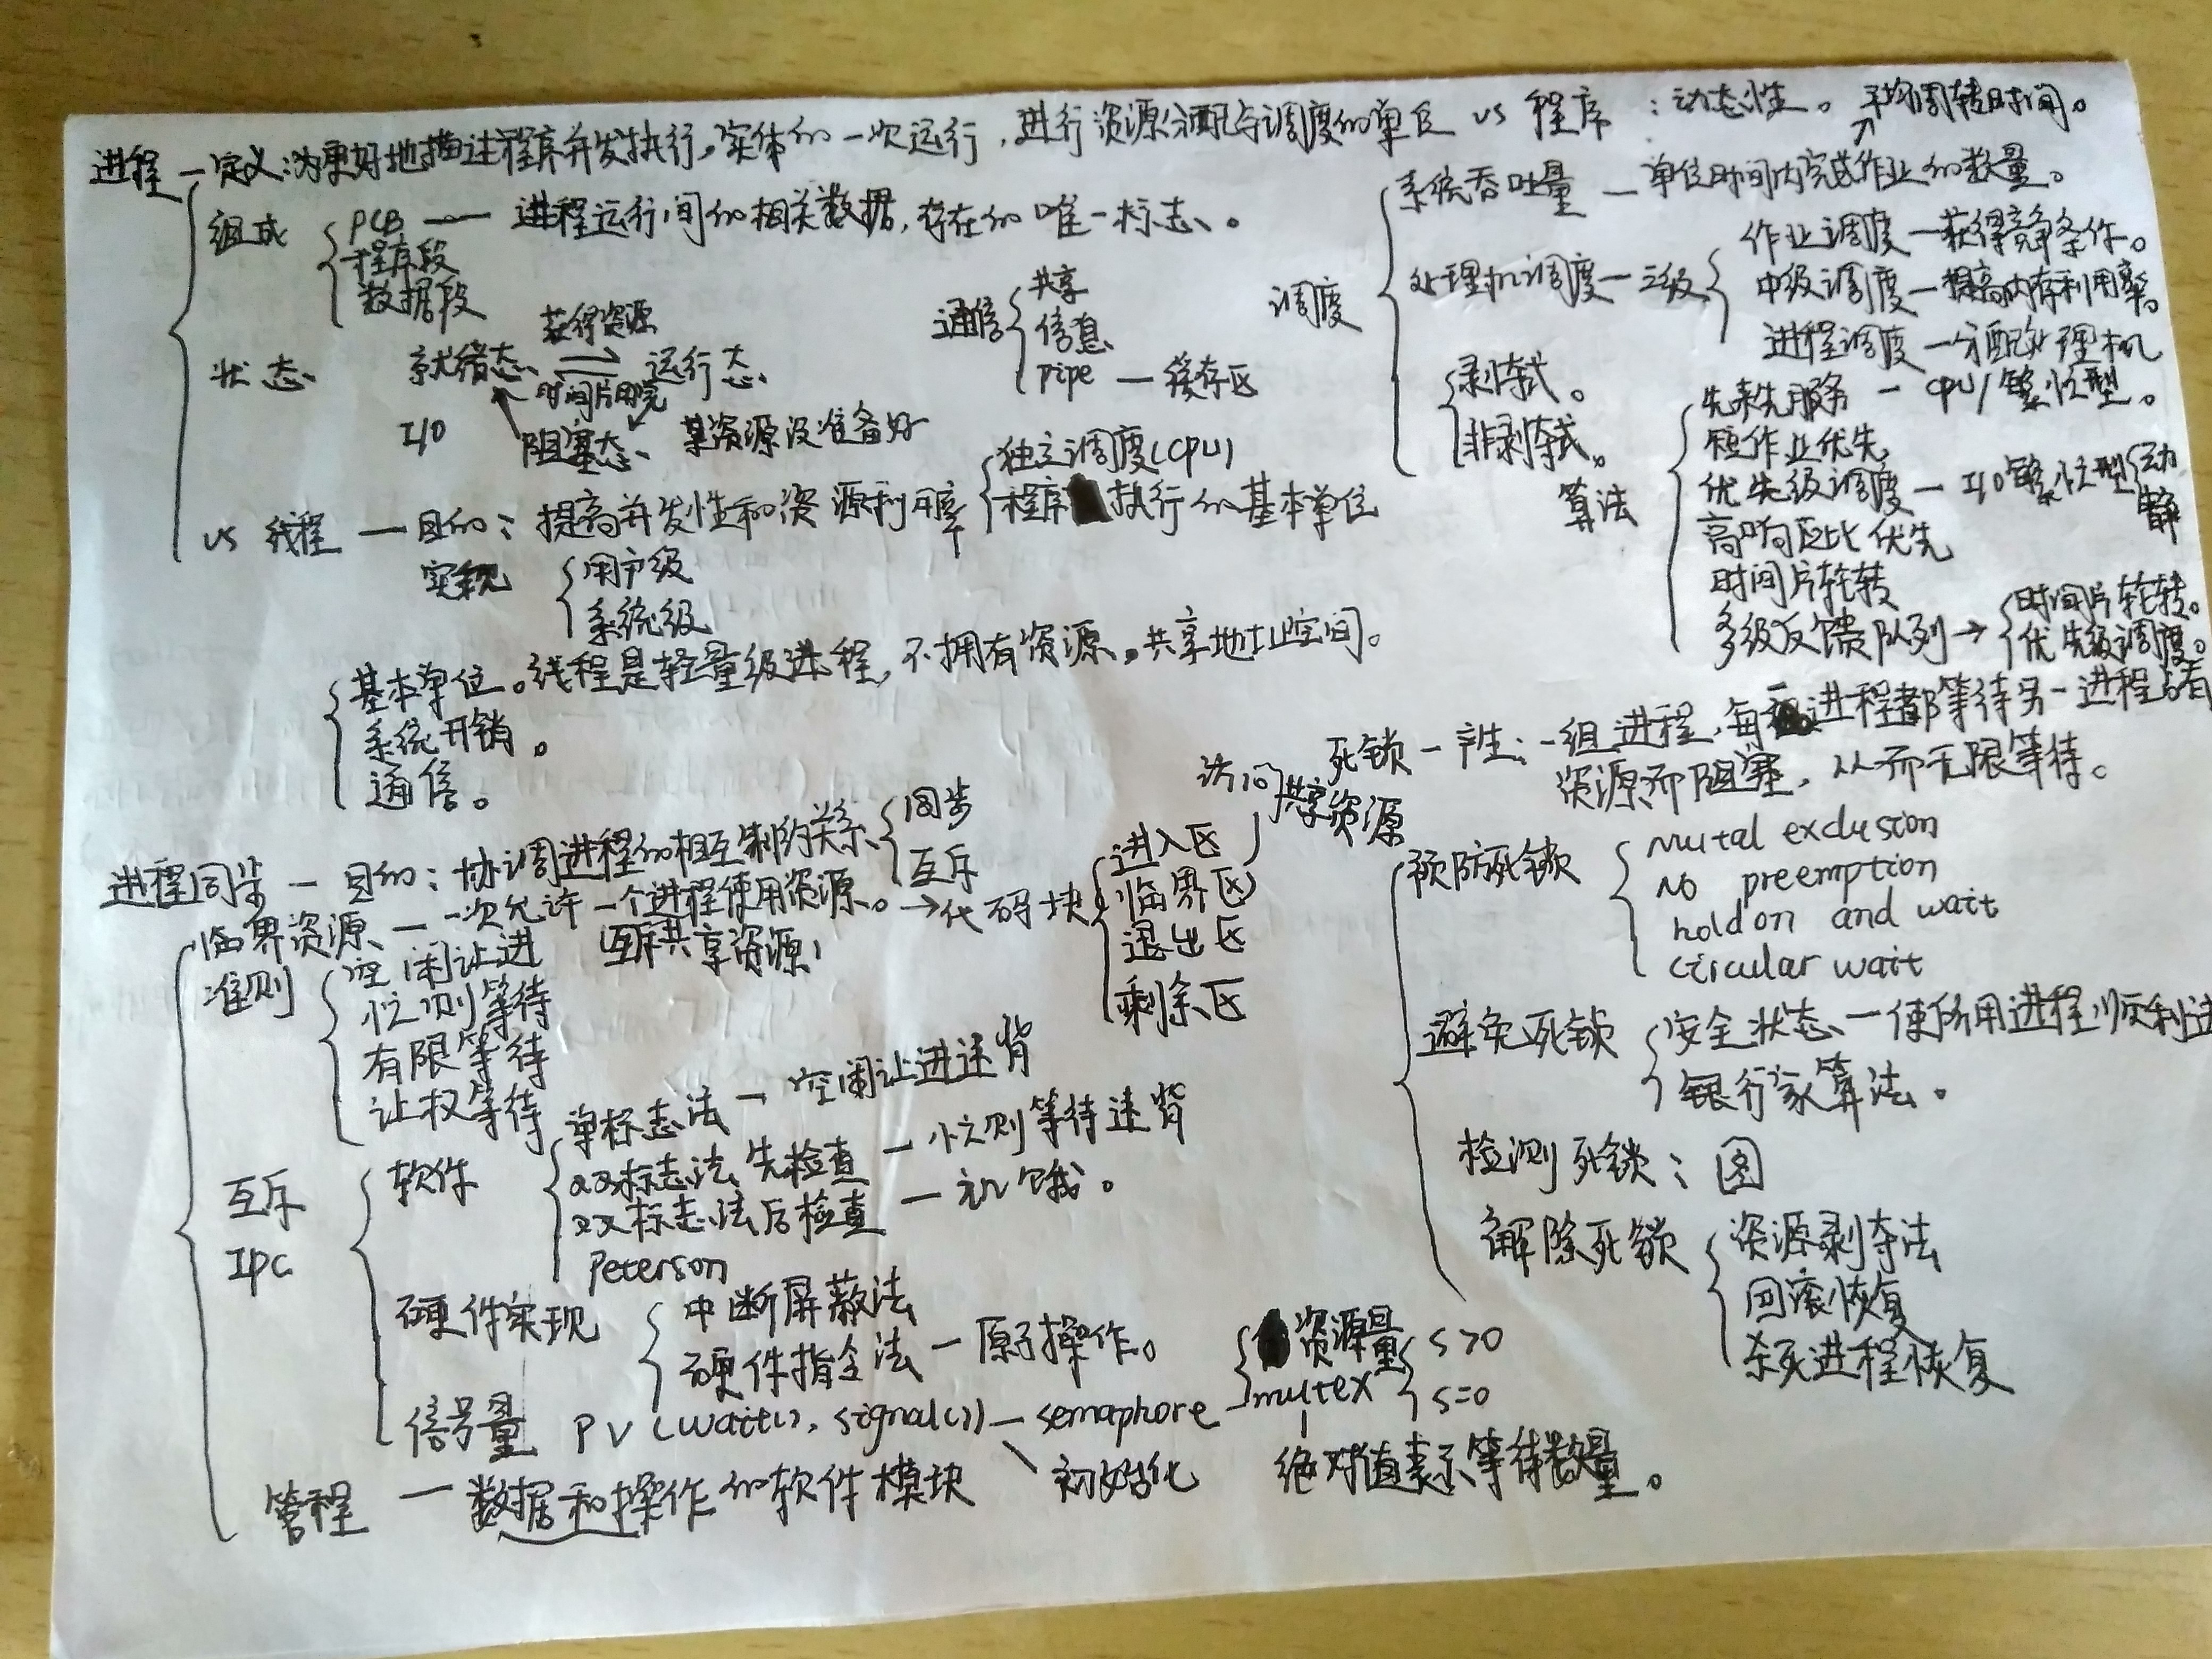 进程 — 定义:为更好地描述程序并发执行,实体的一次运行,进行资源分配与调度的单位 vs 程序 : 动态性。
组成
PCB — 进程运行间的相关数据,存在的唯一标志。
程序段
数据段
状态
就绪态
获得资源
时间片用完
运行态
I/O
阻塞态
某资源没准备好
vs 线程 — 目的: 提高并发性和资源利用率
独立调度(CPU)
程序执行的基本单位
实现
用户级
系统级
基本单位。线程是轻量级进程,不拥有资源。共享地址空间。
系统开销。
通信。
通信
共享
信息
pipe — 缓存区
调度
平均周转时间。
系统吞吐量 — 单位时间内完成作业的数量。
处理机调度 — 三级
作业调度 — 获得竞争条件。
中级调度 — 提高内存利用率。
进程调度 — 分配处理机
剥夺式。
非剥夺式。
算法
先来先服务 — CPU繁忙型。
短作业优先
优先级调度 — I/O繁忙型
动
静
高响应比优先
时间片轮转
多级反馈队列 →
时间片轮转。
优先级调度。
进程同步 — 目的: 协调进程的相互制约关系
同步
互斥
临界资源 — 一次允许一个进程使用资源。→ 代码块
(互斥共享资源)
进入区
临界区
退出区
剩余区
访问共享资源
准则
空闲让进
忙则等待
有限等待
让权等待
互斥
IPC
软件
单标志法 — 空闲让进违背
双标志法先检查 — 忙则等待违背
双标志法后检查 — 饥饿。
Peterson
硬件实现
中断屏蔽法
硬件指令法 — 原子操作。
信号量 PV (wait(), signal()) — semaphore
初始化
资源量
mutex
s>0
s=0
绝对值表示等待数量。
管程 — 数据和操作的软件模块
死锁 — 产生: 一组进程,每一进程都等待另一进程占有
资源而阻塞,从而无限等待。
预防死锁
Mutal exclusion
No preemption
hold on and wait
circular wait
避免死锁
安全状态 — 使所用进程顺利进
银行家算法。
检测死锁: 图
解除死锁
资源剥夺法
回滚恢复
杀死进程恢复